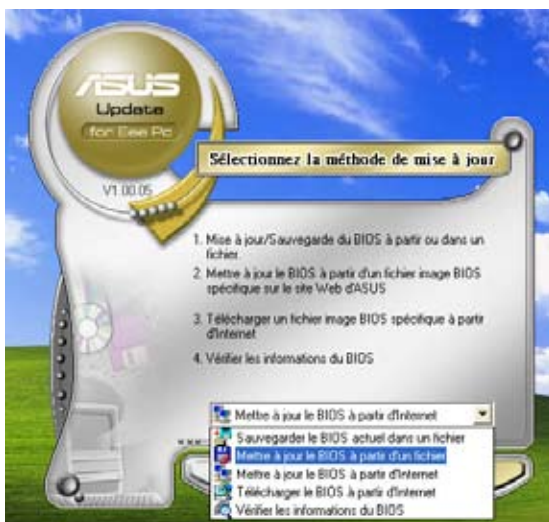 ASUS
Update
for Eee Pc
V1.00.05
Sélectionnez la méthode de mise à jour
1. Mise à jour/Sauvegarde du BIOS à partir ou dans un
fichier.
2. Mettre à jour le BIOS à partir d'un fichier image BIOS
spécifique sur le site Web d'ASUS
3. Télécharger un fichier image BIOS spécifique à partir
d'Internet
4. Vérifier les informations du BIOS
Mettre à jour le BIOS à partir d'Internet
Sauvegarder le BIOS actuel dans un fichier
Mettre à jour le BIOS à partir d'un fichier
Mettre à jour le BIOS à partir d'Internet
Télécharger le BIOS à partir d'Internet
Vérifier les informations du BIOS